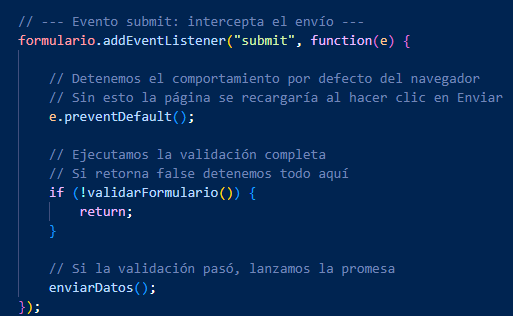 // --- Evento submit: intercepta el envío ---
formulario.addEventListener("submit", function(e) {
// Detenemos el comportamiento por defecto del navegador
// Sin esto la página se recargaría al hacer clic en Enviar
e.preventDefault();
// Ejecutamos la validación completa
// Si retorna false detenemos todo aquí
if (!validarFormulario()) {
return;
}
// Si la validación pasó, lanzamos la promesa
enviarDatos();
});